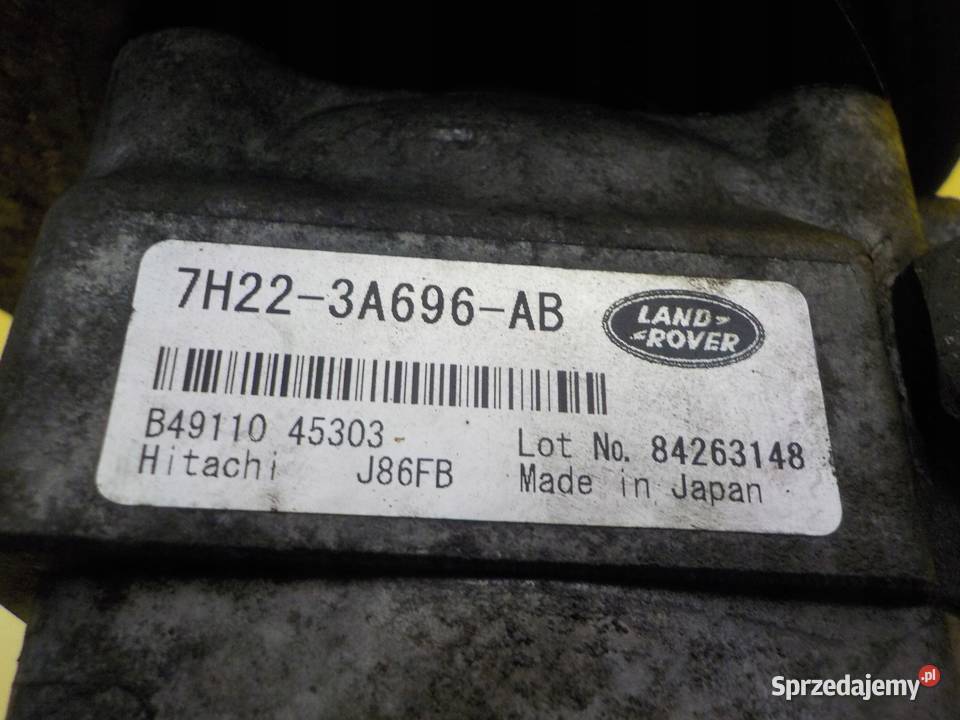 7H22-3A696-AB
LAND
ROVER
B49110 45303
Lot No. 84263148
Hitachi J86FB
Made in Japan
Sprzedajemy.pl